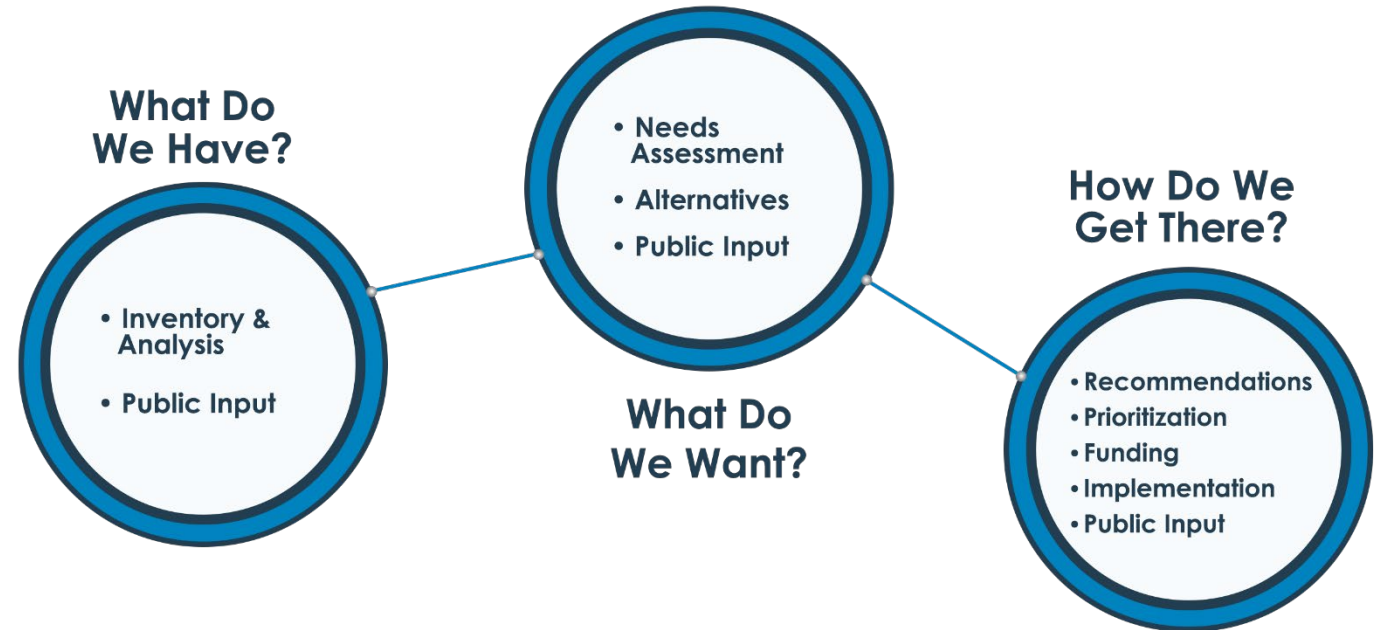 What Do
We Have?
• Inventory &
Analysis
• Public Input
• Needs
Assessment
• Alternatives
• Public Input
What Do
We Want?
How Do We
Get There?
• Recommendations
• Prioritization
• Funding
• Implementation
• Public Input